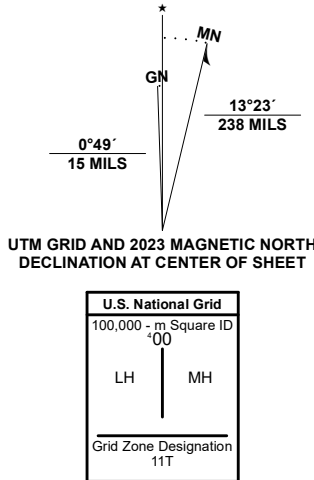 ★
MN
GN
13°23´
238 MILS
0°49´
15 MILS
UTM GRID AND 2023 MAGNETIC NORTH
DECLINATION AT CENTER OF SHEET
U.S. National Grid
100,000 - m Square ID
⁴00
LH MH
Grid Zone Designation
11T